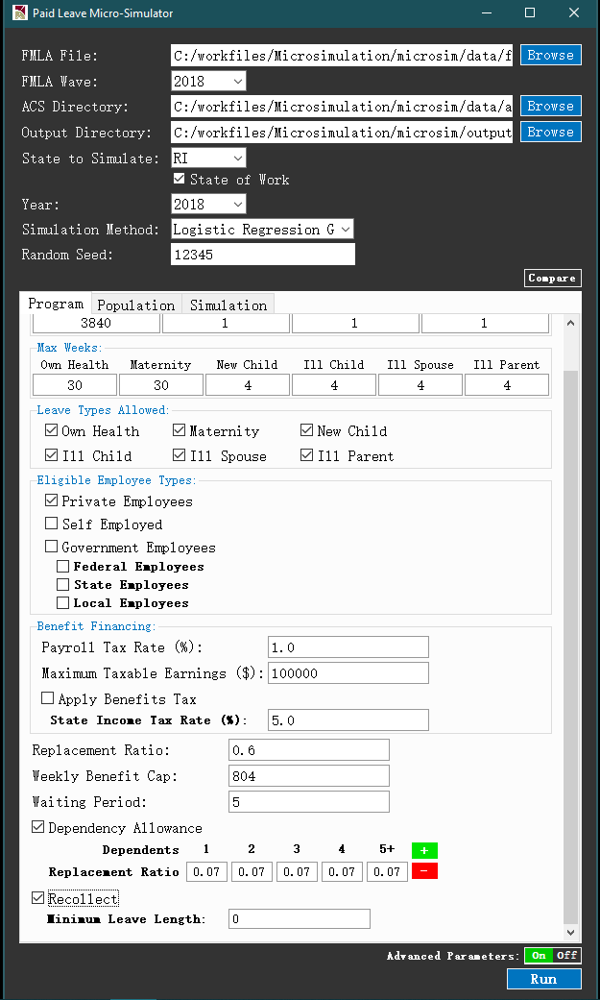 Paid Leave Micro-Simulator
FMLA File: C:/workfiles/Microsimulation/microsim/data/f Browse
FMLA Wave: 2018
ACS Directory: C:/workfiles/Microsimulation/microsim/data/a Browse
Output Directory: C:/workfiles/Microsimulation/microsim/output Browse
State to Simulate: RI
State of Work
Year: 2018
Simulation Method: Logistic Regression G
Random Seed: 12345
Compare
Program Population Simulation
3840 1 1 1
Max Weeks:
Own Health Maternity New Child Ill Child Ill Spouse Ill Parent
30 30 4 4 4 4
Leave Types Allowed:
Own Health Maternity New Child
Ill Child Ill Spouse Ill Parent
Eligible Employee Types:
Private Employees
Self Employed
Government Employees
Federal Employees
State Employees
Local Employees
Benefit Financing:
Payroll Tax Rate (%): 1.0
Maximum Taxable Earnings ($): 100000
Apply Benefits Tax
State Income Tax Rate (%): 5.0
Replacement Ratio: 0.6
Weekly Benefit Cap: 804
Waiting Period: 5
Dependency Allowance
Dependents 1 2 3 4 5+ +
Replacement Ratio 0.07 0.07 0.07 0.07 0.07 -
Recollect
Minimum Leave Length: 0
Advanced Parameters: On Off
Run